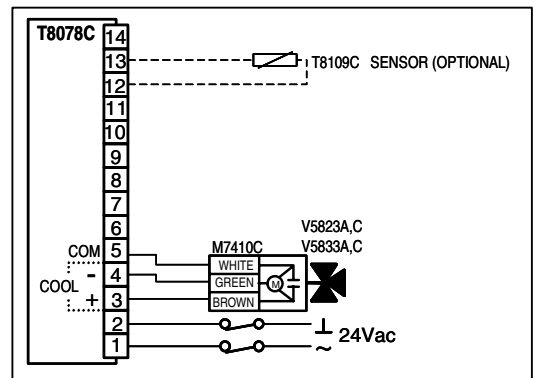 T8078C
14
13
T8109C SENSOR (OPTIONAL)
12
11
10
9
8
7
6
V5823A,C
V5833A,C
COM 5
M7410C
WHITE
COOL - 4
GREEN M
+ 3
BROWN
2
⊥ 24Vac
1
~